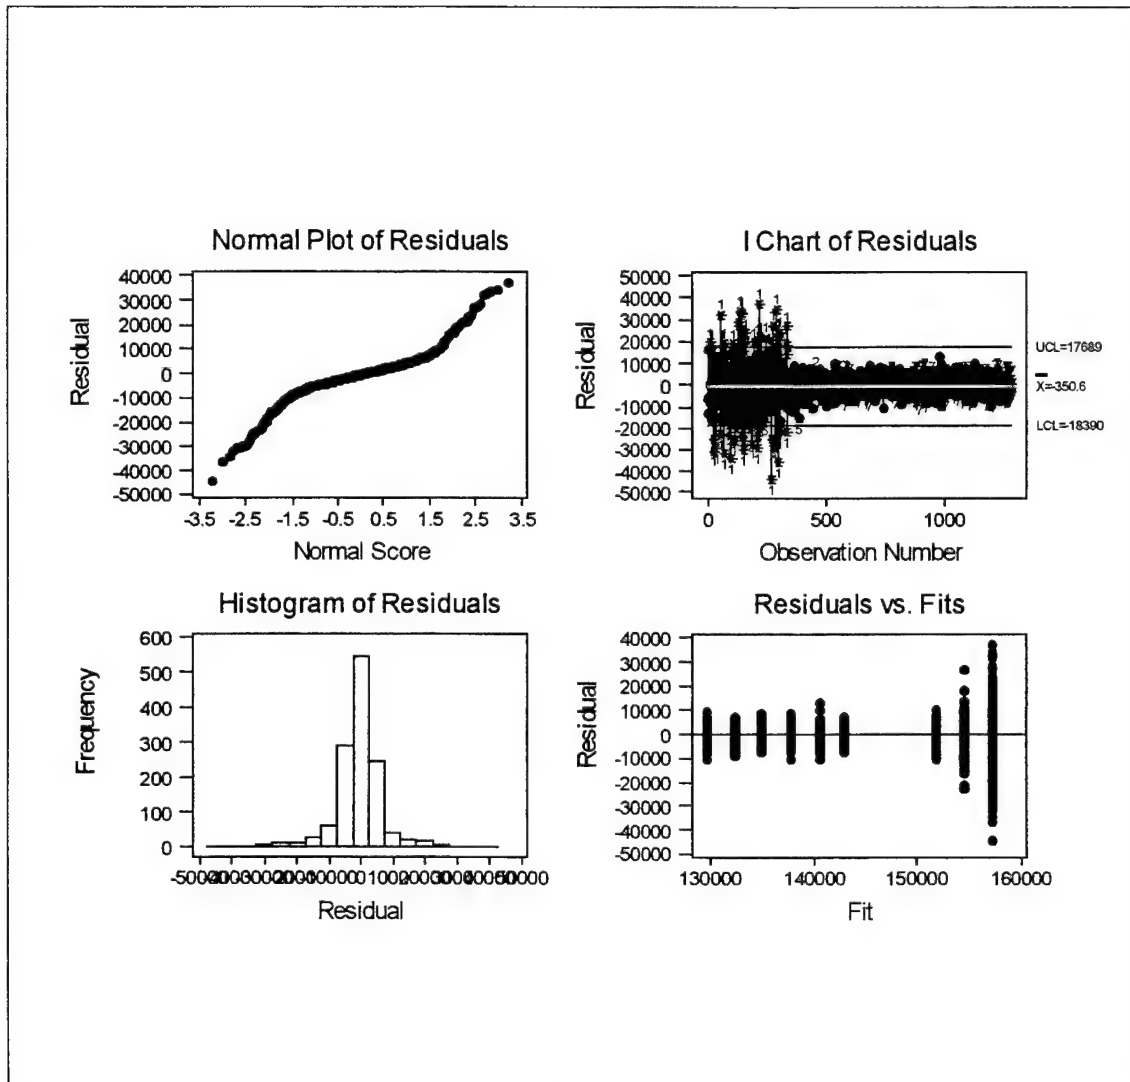 Normal Plot of Residuals
Residual
40000
30000
20000
10000
0
-10000
-20000
-30000
-40000
-50000
-3.5 -2.5 -1.5 -0.5 0.5 1.5 2.5 3.5
Normal Score
I Chart of Residuals
Residual
50000
40000
30000
20000
10000
0
-10000
-20000
-30000
-40000
-50000
UCL=17689
X=-350.6
LCL=-18390
0 500 1000
Observation Number
Histogram of Residuals
Frequency
600
500
400
300
200
100
0
Residual
Residuals vs. Fits
Residual
40000
30000
20000
10000
0
-10000
-20000
-30000
-40000
-50000
130000 140000 150000 160000
Fit